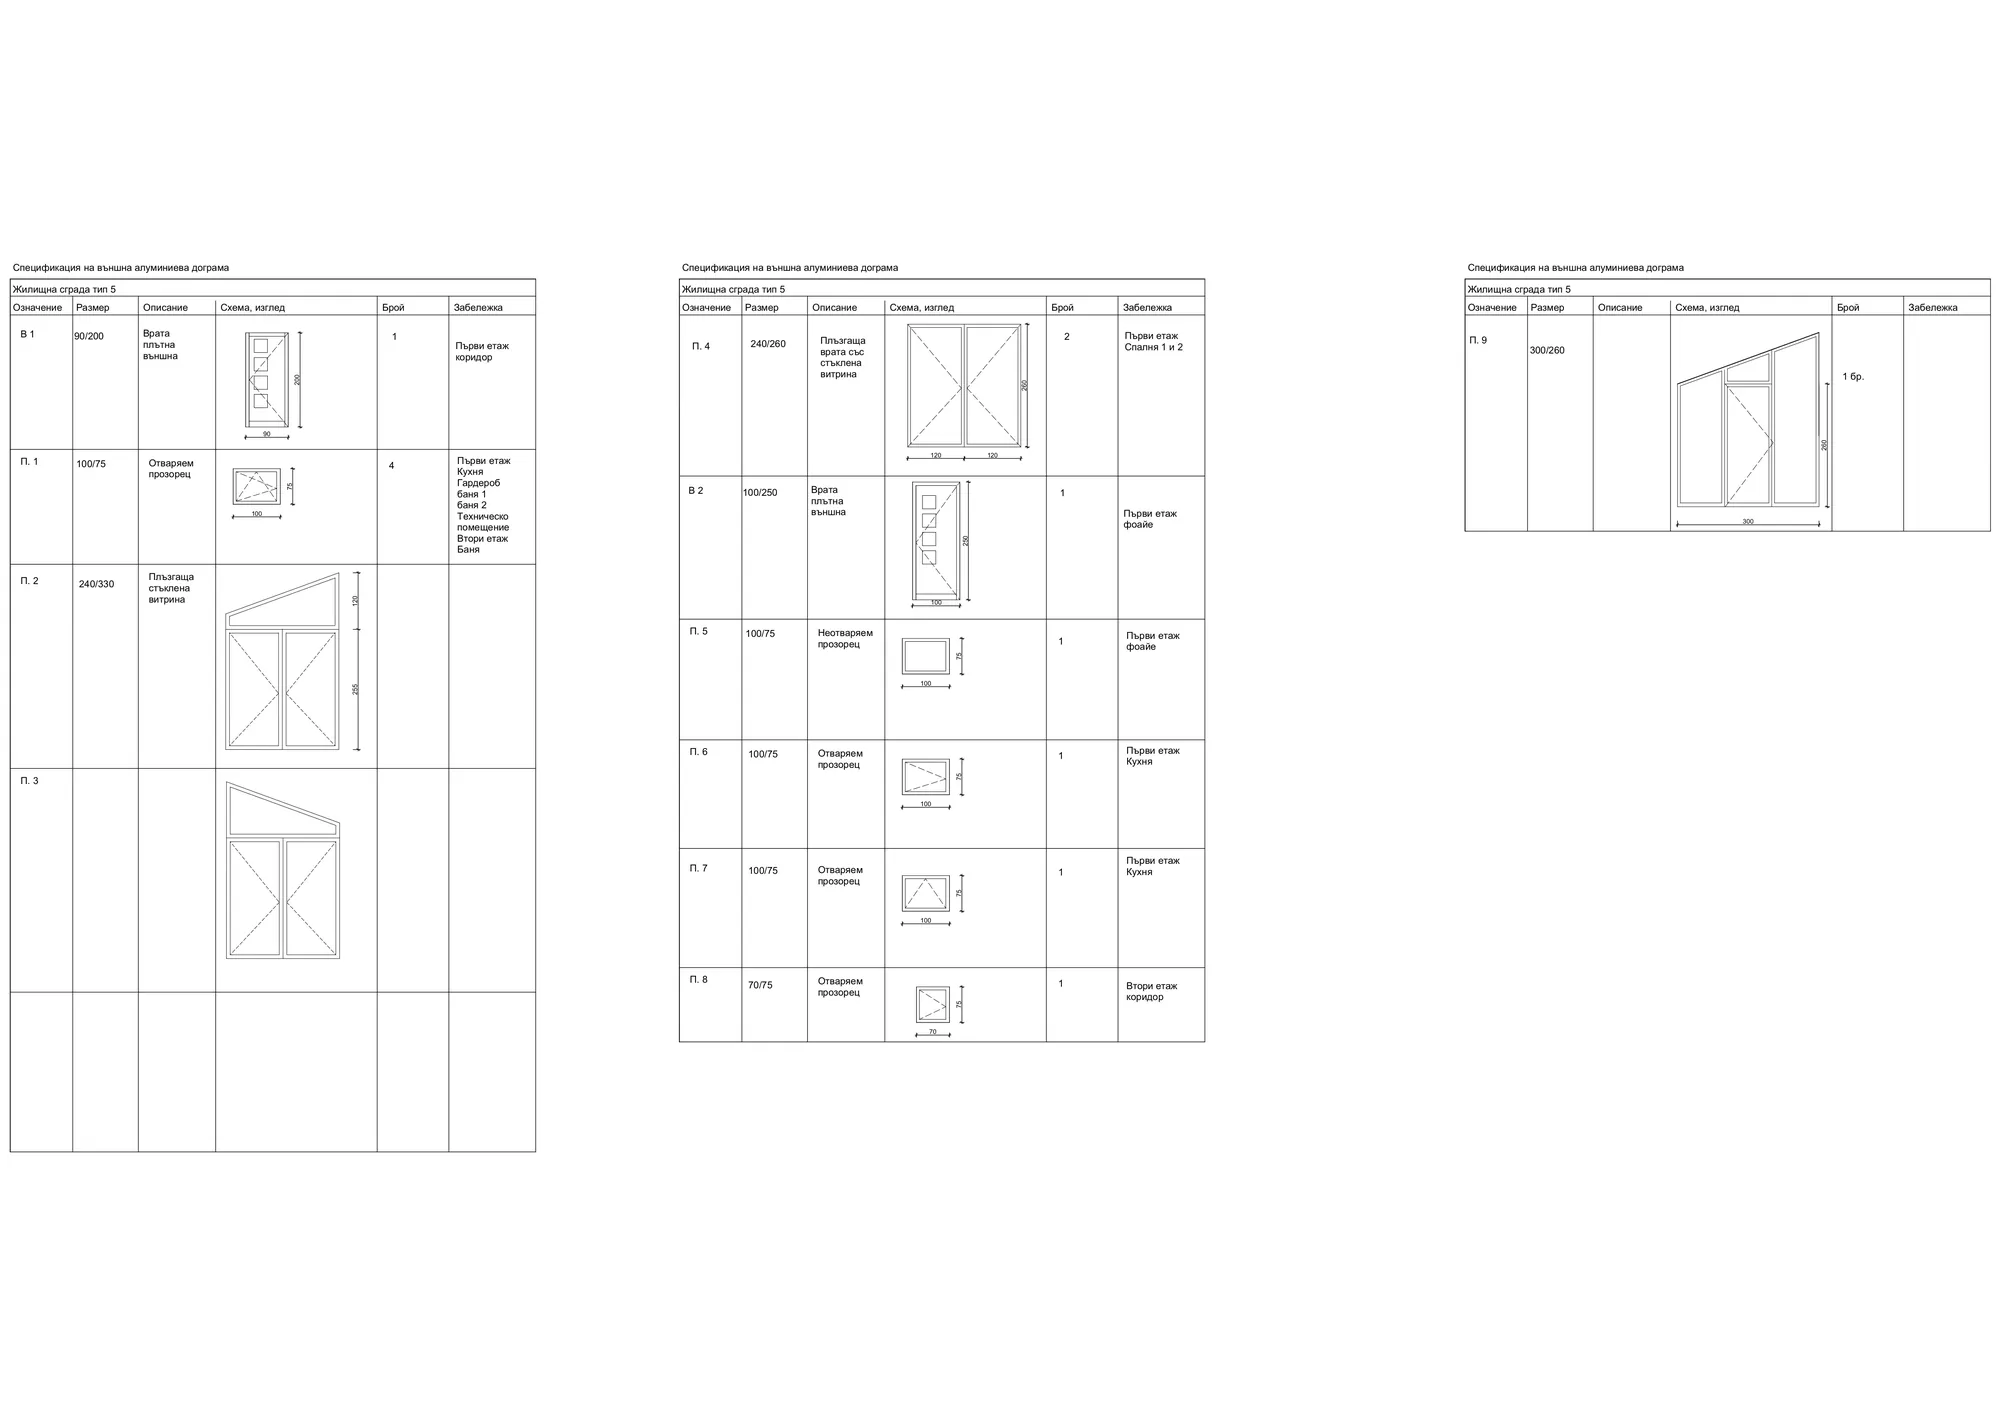 Спецификация на външна алуминиева дограма
Жилищна сграда тип 5
Означение Размер Описание Схема, изглед Брой Забележка
В 1
90/200
Врата
плътна
външна
200
90
1
Първи етаж
коридор
П. 1
100/75
Отваряем
прозорец
75
100
4
Първи етаж
Кухня
Гардероб
баня 1
баня 2
Техническо
помещение
Втори етаж
Баня
П. 2
240/330
Плъзгаща
стъклена
витрина
120
255
П. 3
Спецификация на външна алуминиева дограма
Жилищна сграда тип 5
Означение Размер Описание Схема, изглед Брой Забележка
П. 4
240/260
Плъзгаща
врата със
стъклена
витрина
260
120 120
2
Първи етаж
Спалня 1 и 2
В 2
100/250
Врата
плътна
външна
250
100
1
Първи етаж
фоайе
П. 5
100/75
Неотваряем
прозорец
75
100
1
Първи етаж
фоайе
П. 6
100/75
Отваряем
прозорец
75
100
1
Първи етаж
Кухня
П. 7
100/75
Отваряем
прозорец
75
100
1
Първи етаж
Кухня
П. 8
70/75
Отваряем
прозорец
75
70
1
Втори етаж
коридор
Спецификация на външна алуминиева дограма
Жилищна сграда тип 5
Означение Размер Описание Схема, изглед Брой Забележка
П. 9
300/260
260
300
1 бр.